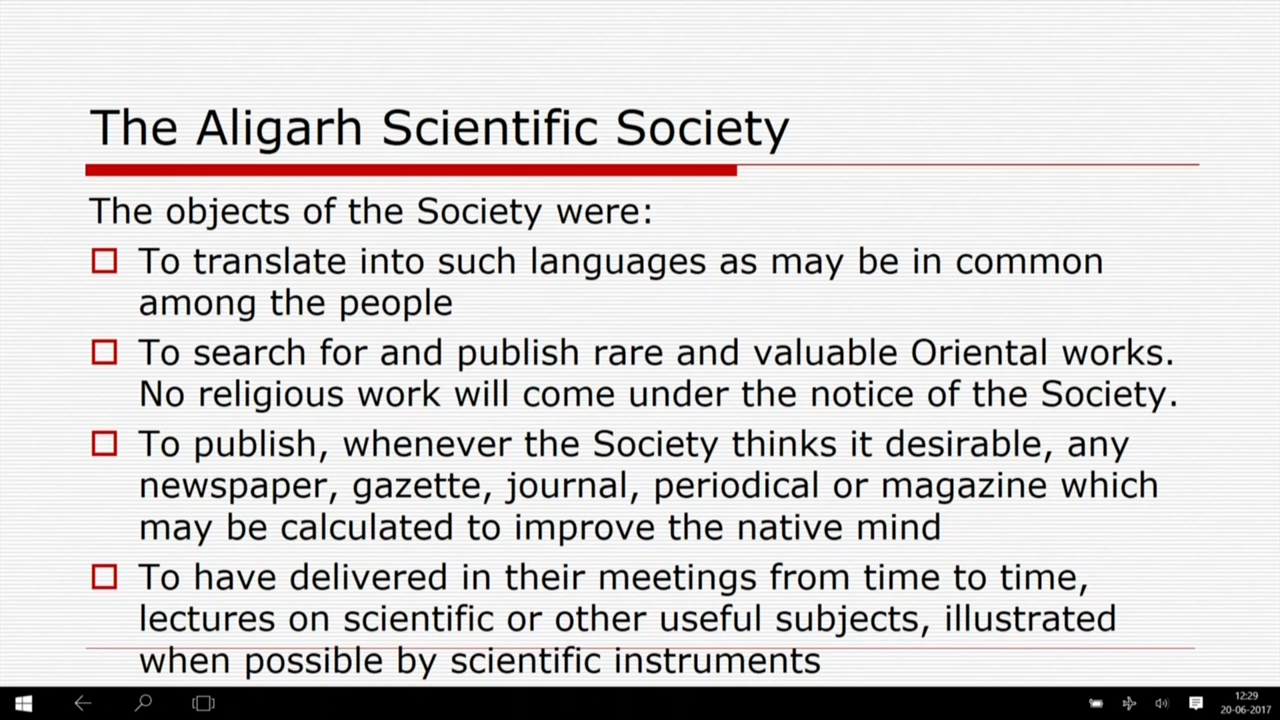 The Aligarh Scientific Society
The objects of the Society were:
To translate into such languages as may be in common
among the people
To search for and publish rare and valuable Oriental works.
No religious work will come under the notice of the Society.
To publish, whenever the Society thinks it desirable, any
newspaper, gazette, journal, periodical or magazine which
may be calculated to improve the native mind
To have delivered in their meetings from time to time,
lectures on scientific or other useful subjects, illustrated
when possible by scientific instruments
12:29
20-06-2017